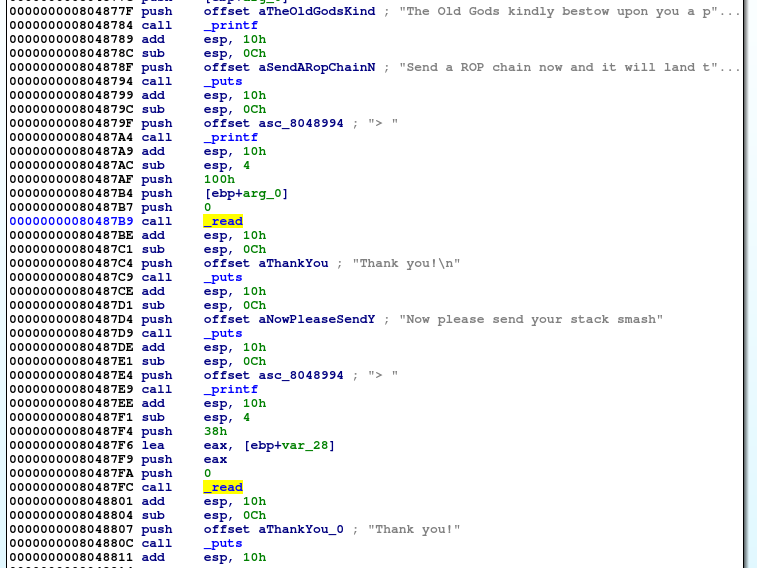 000000000804877F push offset aTheOldGodsKind ; "The Old Gods kindly bestow upon you a p"...
0000000008048784 call _printf
0000000008048789 add esp, 10h
000000000804878C sub esp, 0Ch
000000000804878F push offset aSendARopChainN ; "Send a ROP chain now and it will land t"...
0000000008048794 call _puts
0000000008048799 add esp, 10h
000000000804879C sub esp, 0Ch
000000000804879F push offset asc_8048994 ; "> "
00000000080487A4 call _printf
00000000080487A9 add esp, 10h
00000000080487AC sub esp, 4
00000000080487AF push 100h
00000000080487B4 push [ebp+arg_0]
00000000080487B7 push 0
00000000080487B9 call _read
00000000080487BE add esp, 10h
00000000080487C1 sub esp, 0Ch
00000000080487C4 push offset aThankYou ; "Thank you!\n"
00000000080487C9 call _puts
00000000080487CE add esp, 10h
00000000080487D1 sub esp, 0Ch
00000000080487D4 push offset aNowPleaseSendY ; "Now please send your stack smash"
00000000080487D9 call _puts
00000000080487DE add esp, 10h
00000000080487E1 sub esp, 0Ch
00000000080487E4 push offset asc_8048994 ; "> "
00000000080487E9 call _printf
00000000080487EE add esp, 10h
00000000080487F1 sub esp, 4
00000000080487F4 push 38h
00000000080487F6 lea eax, [ebp+var_28]
00000000080487F9 push eax
00000000080487FA push 0
00000000080487FC call _read
0000000008048801 add esp, 10h
0000000008048804 sub esp, 0Ch
0000000008048807 push offset aThankYou_0 ; "Thank you!"
000000000804880C call _puts
0000000008048811 add esp, 10h